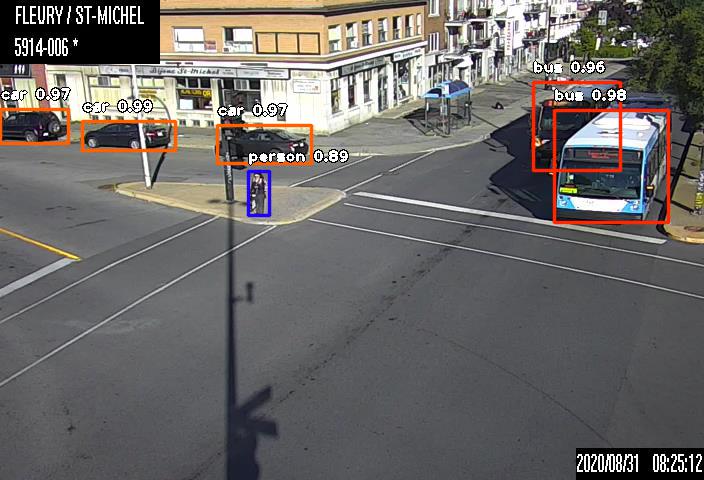 FLEURY / ST-MICHEL
5914-006 *
bus 0.96
bus 0.98
car 0.97
car 0.99
car 0.97
person 0.89
2020/08/31 08:25:12